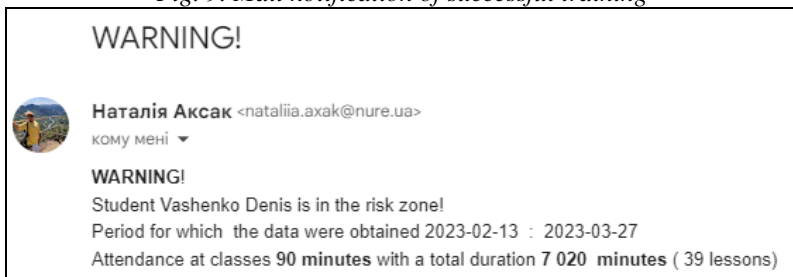 Fig. 9. Mail notification of successful training
WARNING!
Наталія Аксак <nataliia.axak@nure.ua>
кому мені
WARNING!
Student Vashenko Denis is in the risk zone!
Period for which the data were obtained 2023-02-13 : 2023-03-27
Attendance at classes 90 minutes with a total duration 7 020 minutes ( 39 lessons)